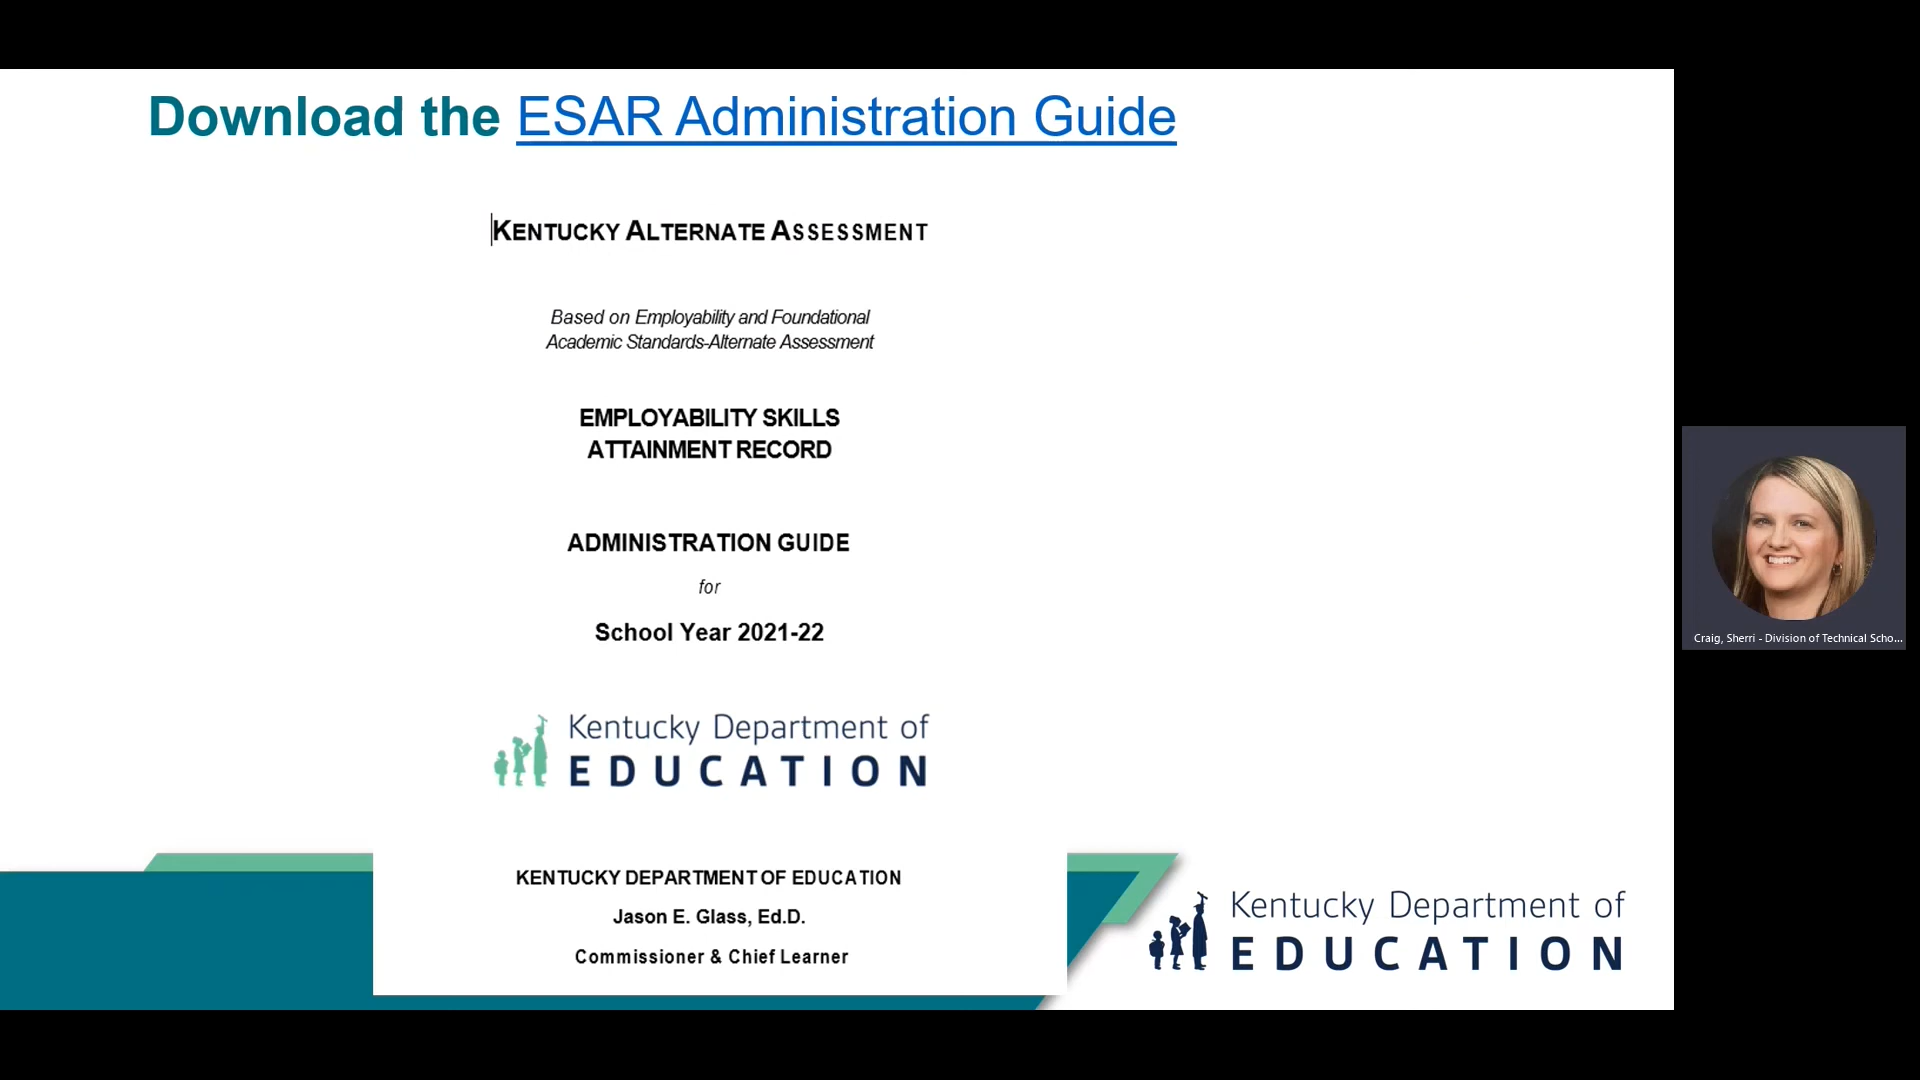 Download the ESAR Administration Guide
KENTUCKY ALTERNATE ASSESSMENT
Based on Employability and Foundational
Academic Standards-Alternate Assessment
EMPLOYABILITY SKILLS
ATTAINMENT RECORD
ADMINISTRATION GUIDE
for
School Year 2021-22
Kentucky Department of
EDUCATION
KENTUCKY DEPARTMENT OF EDUCATION
Jason E. Glass, Ed.D.
Commissioner & Chief Learner
Kentucky Department of
EDUCATION
Craig, Sherri - Division of Technical Scho...